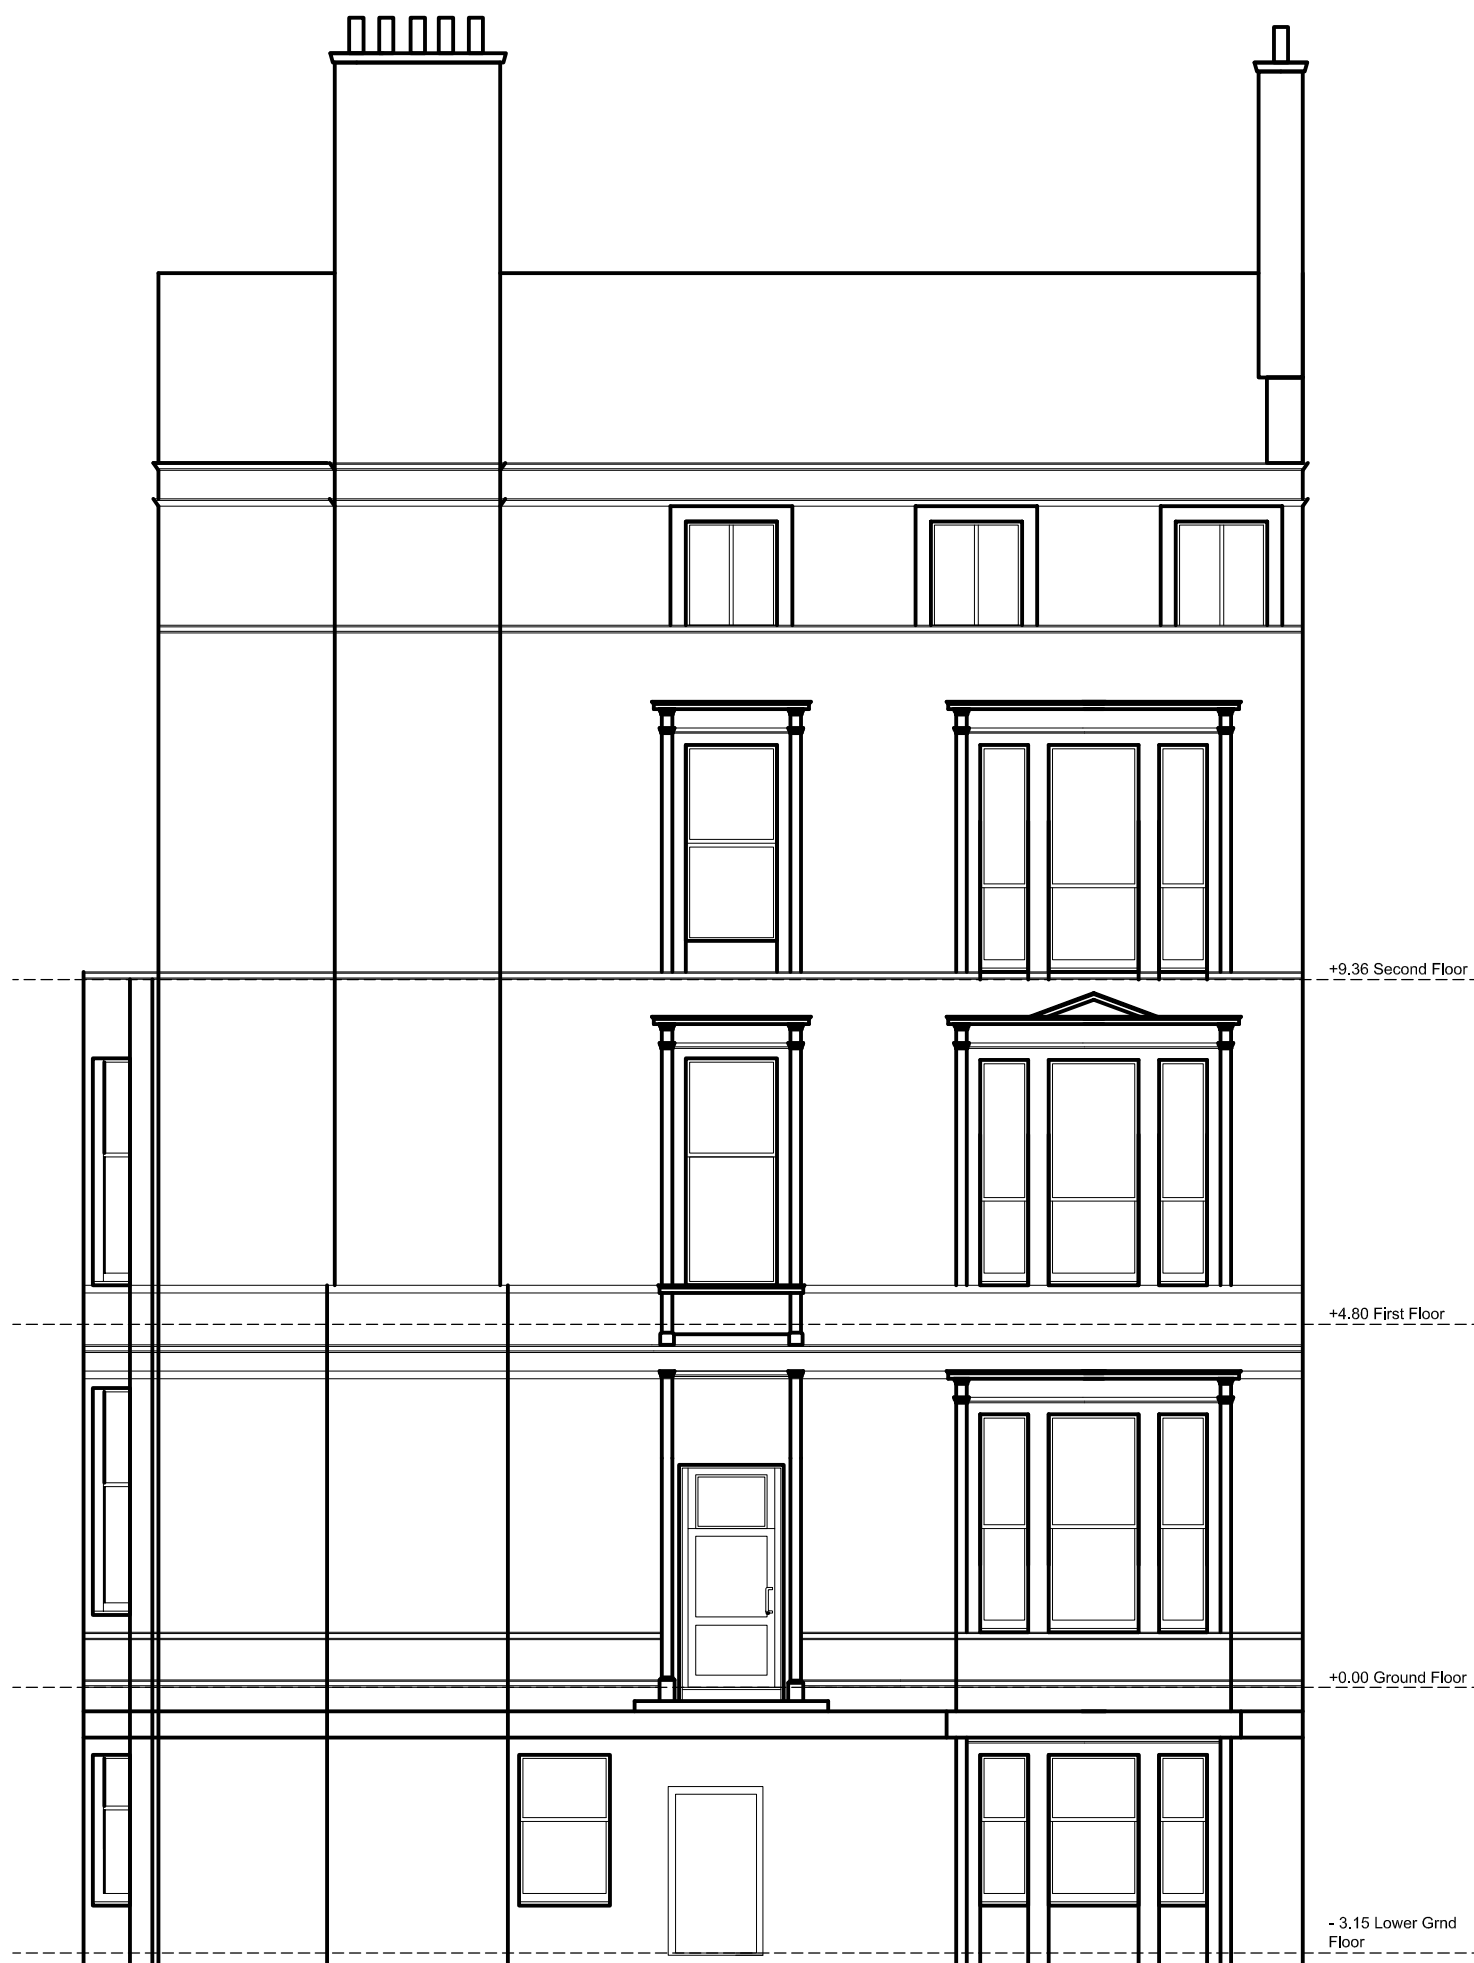 +9.36 Second Floor
+4.80 First Floor
+0.00 Ground Floor
- 3.15 Lower Grnd
Floor